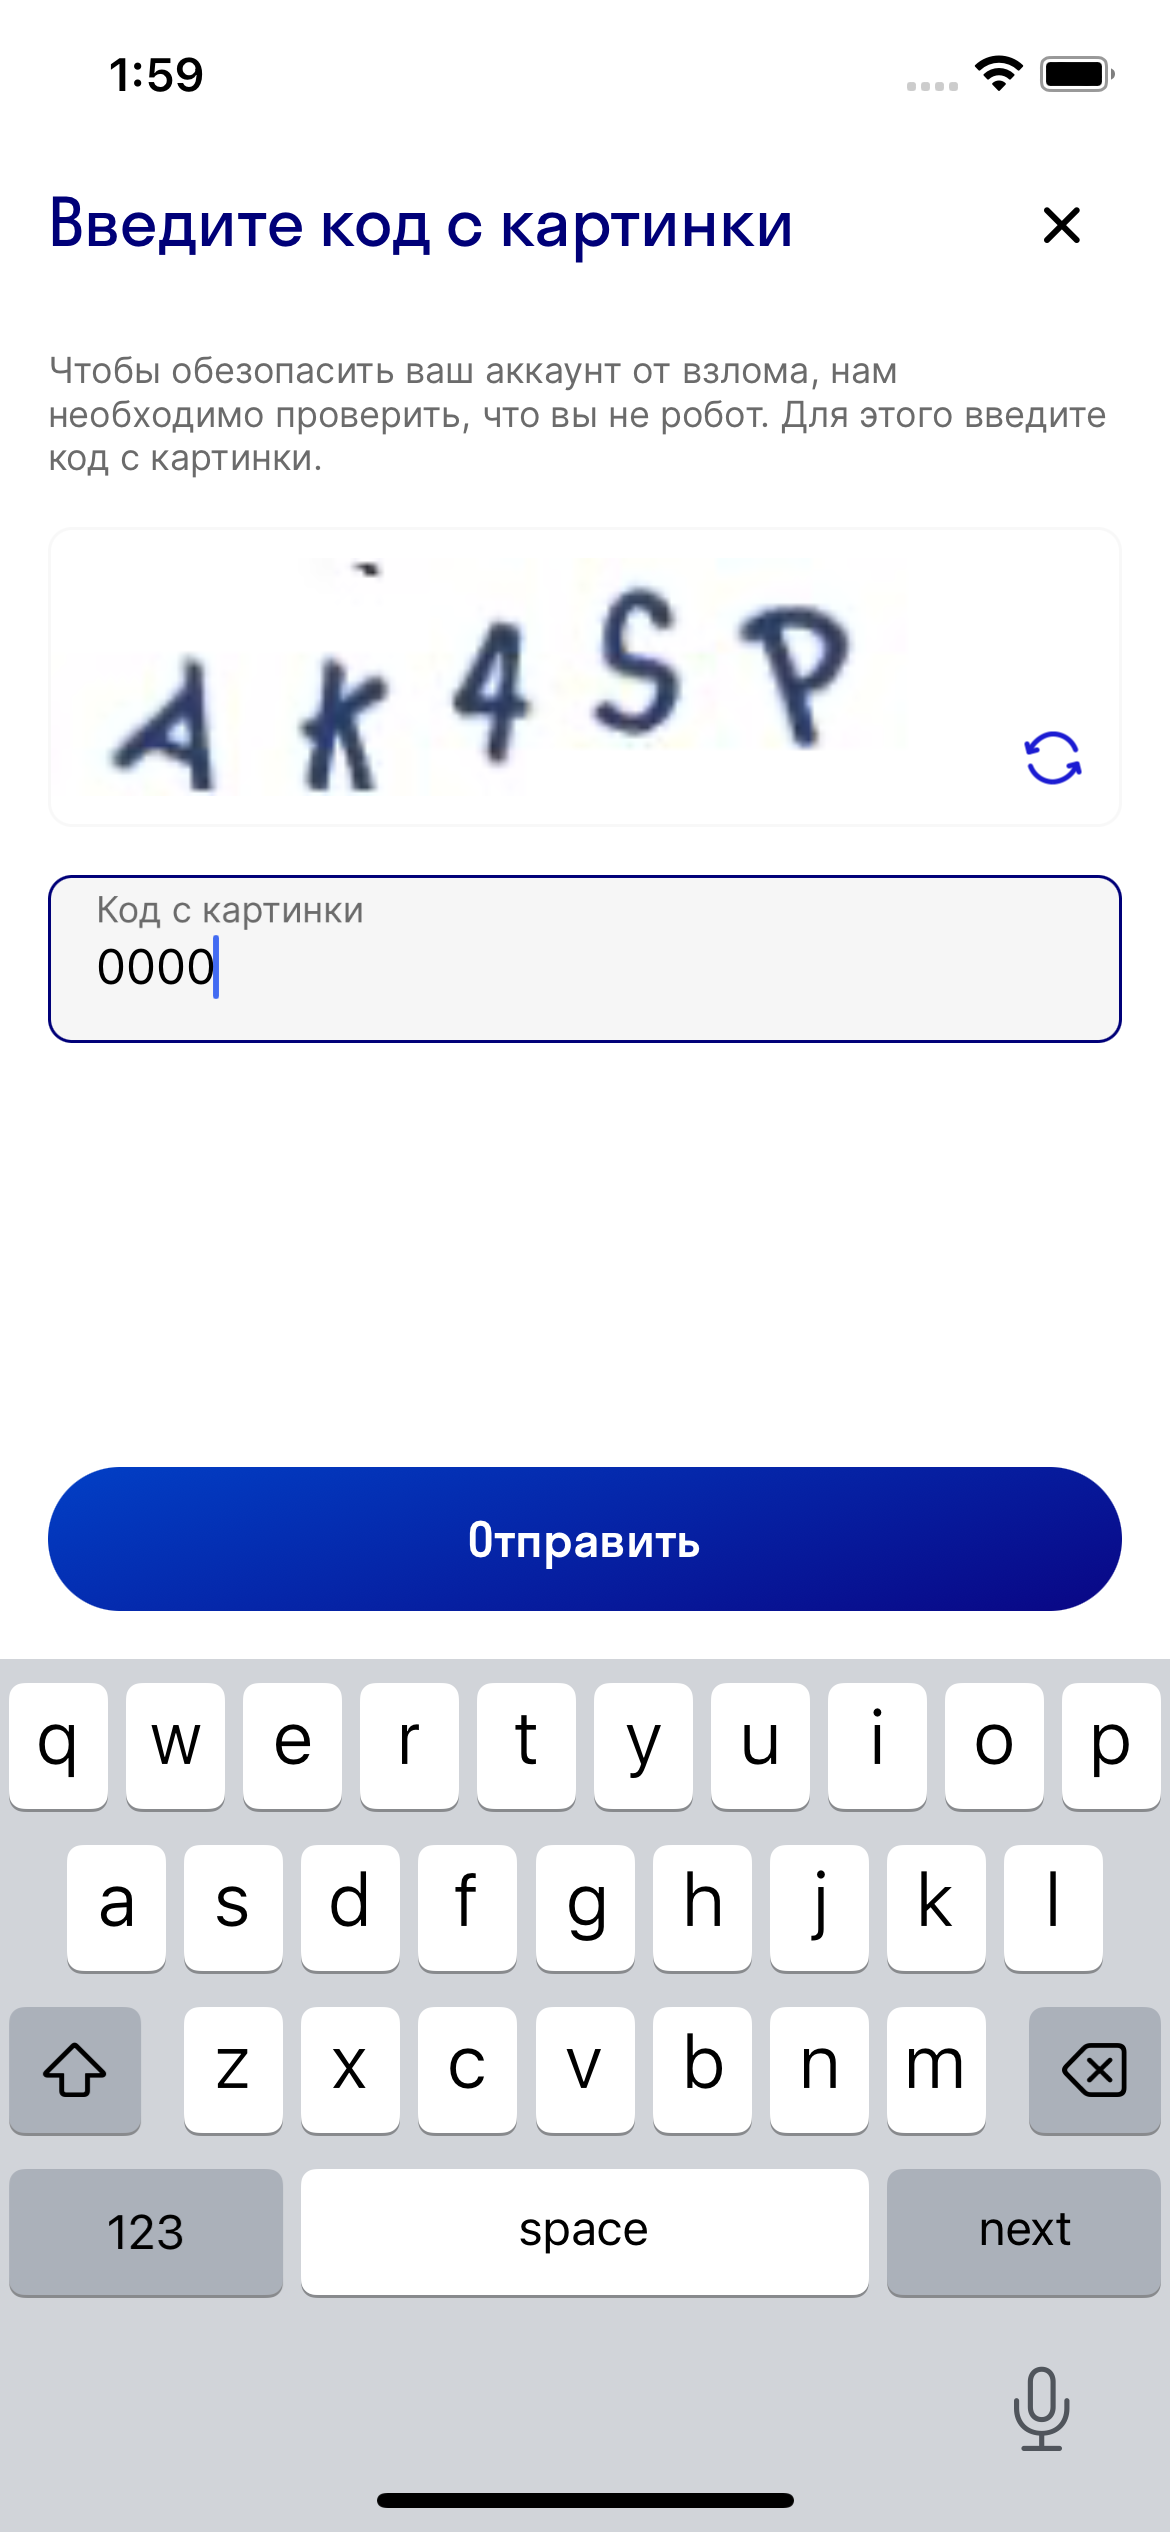 1:59
Введите код с картинки
Чтобы обезопасить ваш аккаунт от взлома, нам
необходимо проверить, что вы не робот. Для этого введите
код с картинки.
AK4SP
Код с картинки
0000
Отправить
q w e r t y u i o p
a s d f g h j k l
z x c v b n m
123 space next